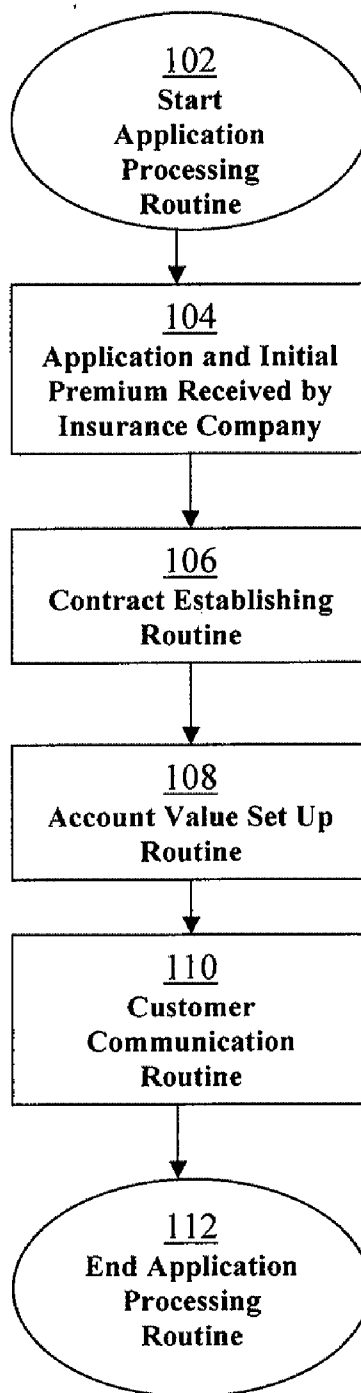 102
Start
Application
Processing
Routine
104
Application and Initial
Premium Received by
Insurance Company
106
Contract Establishing
Routine
108
Account Value Set Up
Routine
110
Customer
Communication
Routine
112
End Application
Processing
Routine